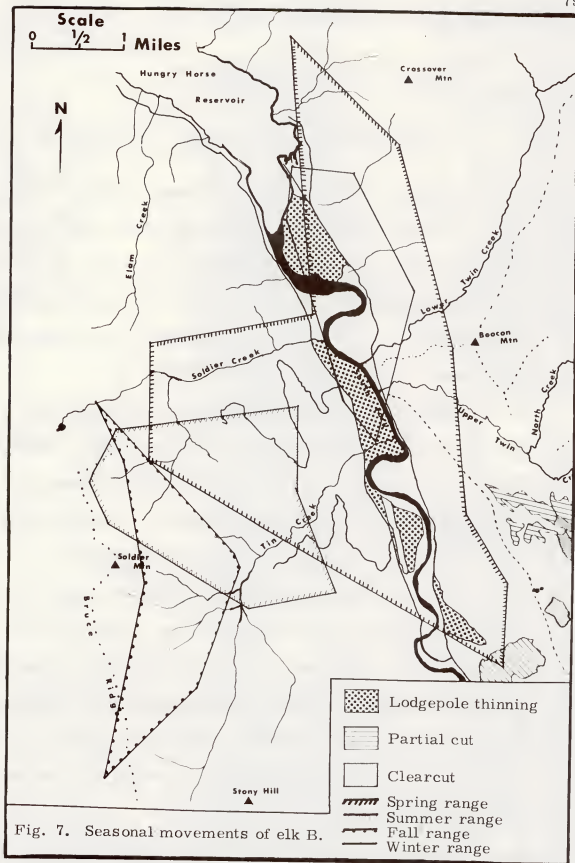 Scale
0 1/2 1 Miles
Hungry Horse
Reservoir
Crossover
Mtn
N
Elam Creek
Lower Twin Creek
Beacon
Mtn
Soldier Creek
North Creek
Upper Twin
Tin Creek
Soldier
Mtn
Bruce Ridge
Stony Hill
Lodgepole thinning
Partial cut
Clearcut
Spring range
Summer range
Fall range
Winter range
Fig. 7. Seasonal movements of elk B.